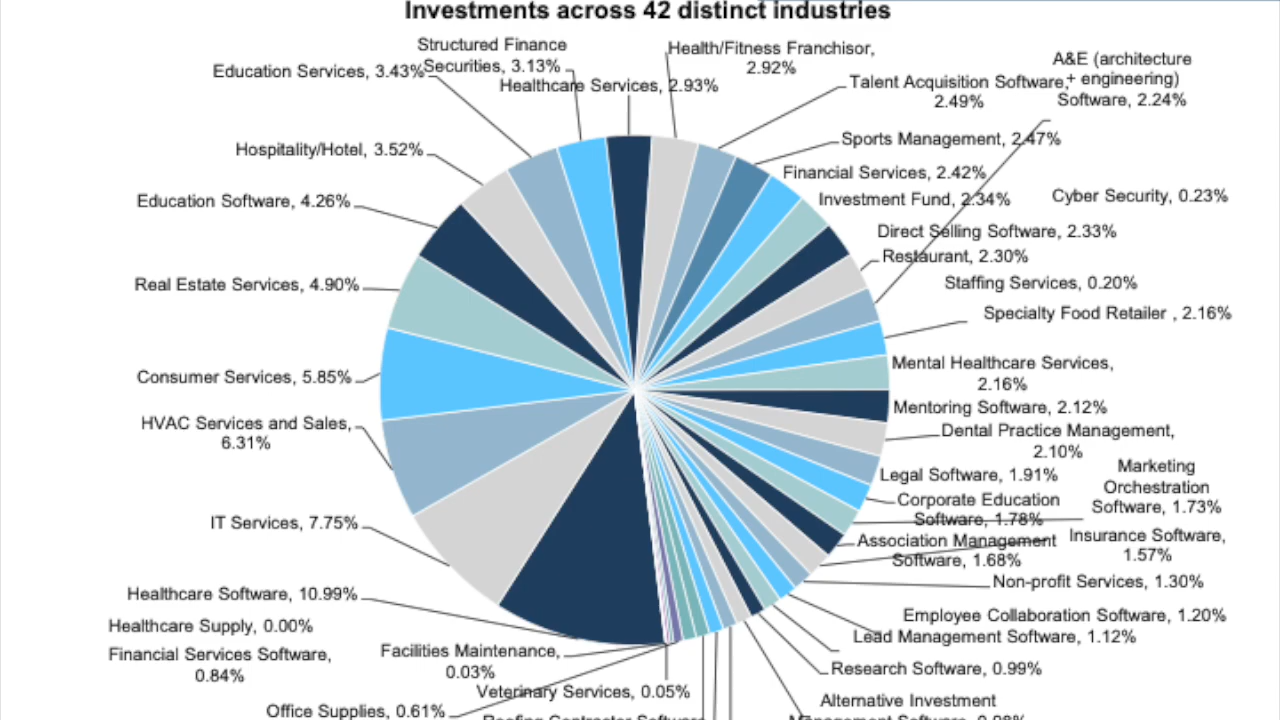 Investments across 42 distinct industries
Structured Finance
Securities, 3.13%
Education Services, 3.43%
Healthcare Services, 2.93%
Health/Fitness Franchisor,
2.92%
Talent Acquisition Software,
2.49%
A&E (architecture
+ engineering)
Software, 2.24%
Hospitality/Hotel, 3.52%
Sports Management, 2.47%
Financial Services, 2.42%
Education Software, 4.26%
Investment Fund, 2.34%
Cyber Security, 0.23%
Direct Selling Software, 2.33%
Restaurant, 2.30%
Real Estate Services, 4.90%
Staffing Services, 0.20%
Specialty Food Retailer , 2.16%
Consumer Services, 5.85%
Mental Healthcare Services,
2.16%
Mentoring Software, 2.12%
HVAC Services and Sales,
6.31%
Dental Practice Management,
2.10%
Legal Software, 1.91%
Marketing
Orchestration
Software, 1.73%
Corporate Education
Software, 1.78%
IT Services, 7.75%
Association Management
Software, 1.68%
Insurance Software,
1.57%
Non-profit Services, 1.30%
Healthcare Software, 10.99%
Employee Collaboration Software, 1.20%
Healthcare Supply, 0.00%
Lead Management Software, 1.12%
Financial Services Software,
0.84%
Facilities Maintenance,
0.03%
Research Software, 0.99%
Veterinary Services, 0.05%
Office Supplies, 0.61%
Alternative Investment
Management Software, 0.98%
Roofing Contractor Software